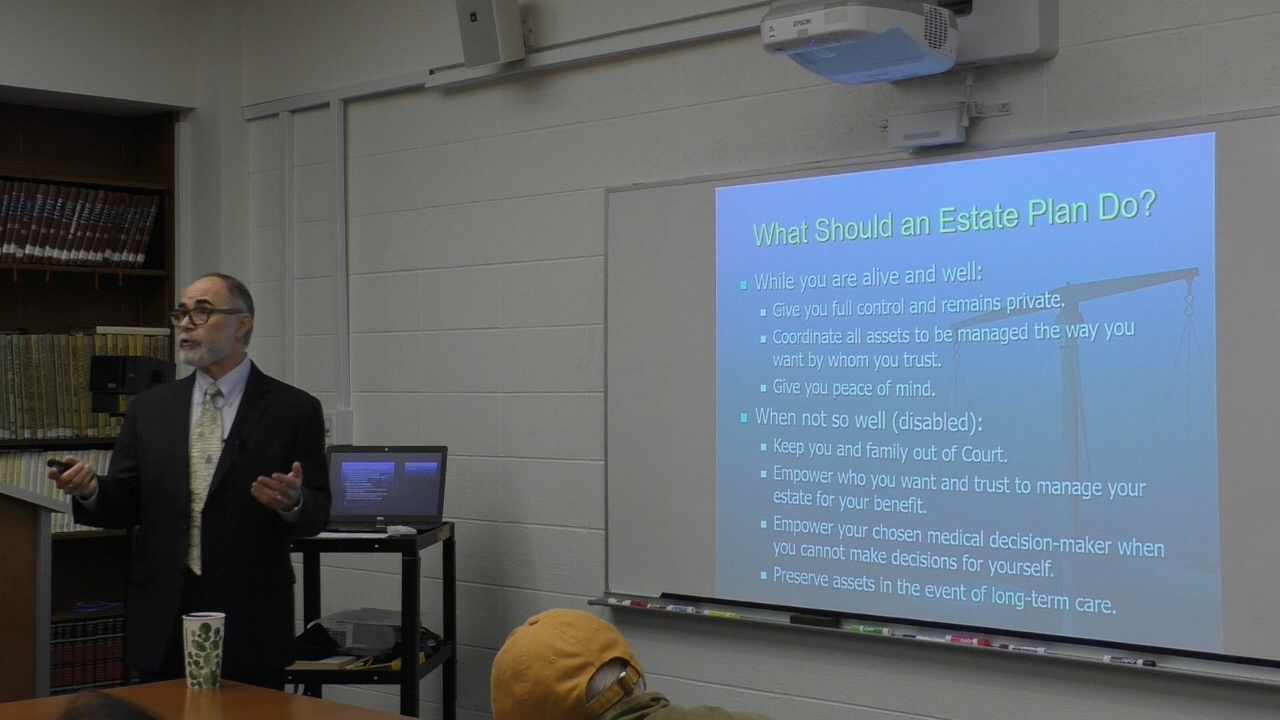 EPSON
What Should an Estate Plan Do?
While you are alive and well:
Give you full control and remains private.
Coordinate all assets to be managed the way you
want by whom you trust.
Give you peace of mind.
When not so well (disabled):
Keep you and family out of Court.
Empower who you want and trust to manage your
estate for your benefit.
Empower your chosen medical decision-maker when
you cannot make decisions for yourself.
Preserve assets in the event of long-term care.